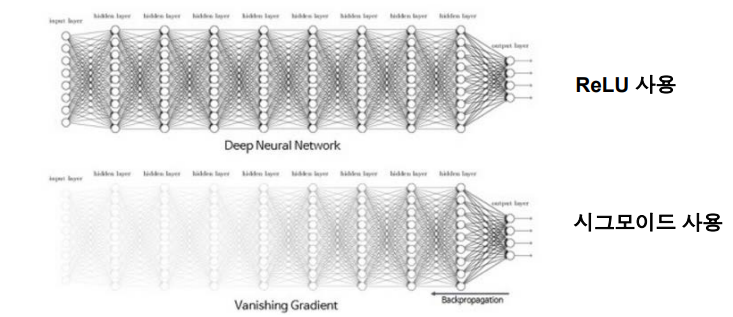 input layer hidden layer hidden layer hidden layer hidden layer hidden layer hidden layer hidden layer hidden layer
output layer
ReLU 사용
Deep Neural Network
input layer hidden layer hidden layer hidden layer hidden layer hidden layer hidden layer hidden layer hidden layer
output layer
시그모이드 사용
Backpropagation
Vanishing Gradient